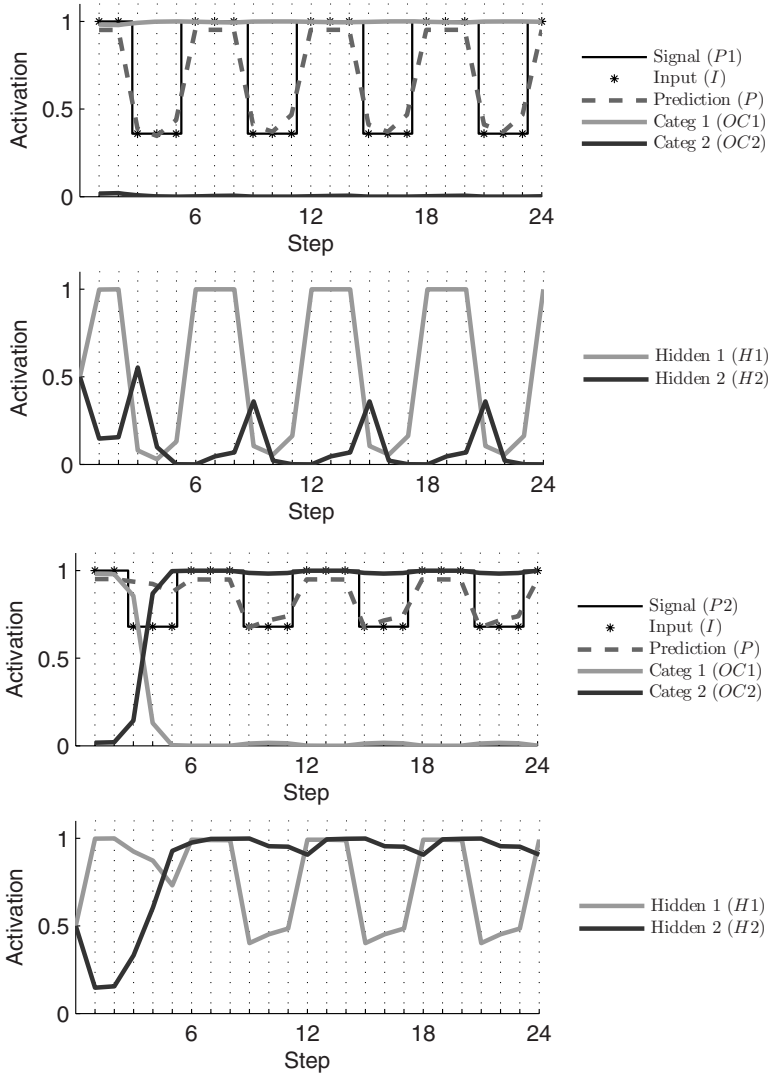 1
0.5
0
Activation
6
12
18
24
Step
Signal (P1)
Input (I)
Prediction (P)
Categ 1 (OC1)
Categ 2 (OC2)
1
0.5
0
Activation
6
12
18
24
Step
Hidden 1 (H1)
Hidden 2 (H2)
1
0.5
0
Activation
6
12
18
24
Step
Signal (P2)
Input (I)
Prediction (P)
Categ 1 (OC1)
Categ 2 (OC2)
1
0.5
0
Activation
6
12
18
24
Step
Hidden 1 (H1)
Hidden 2 (H2)